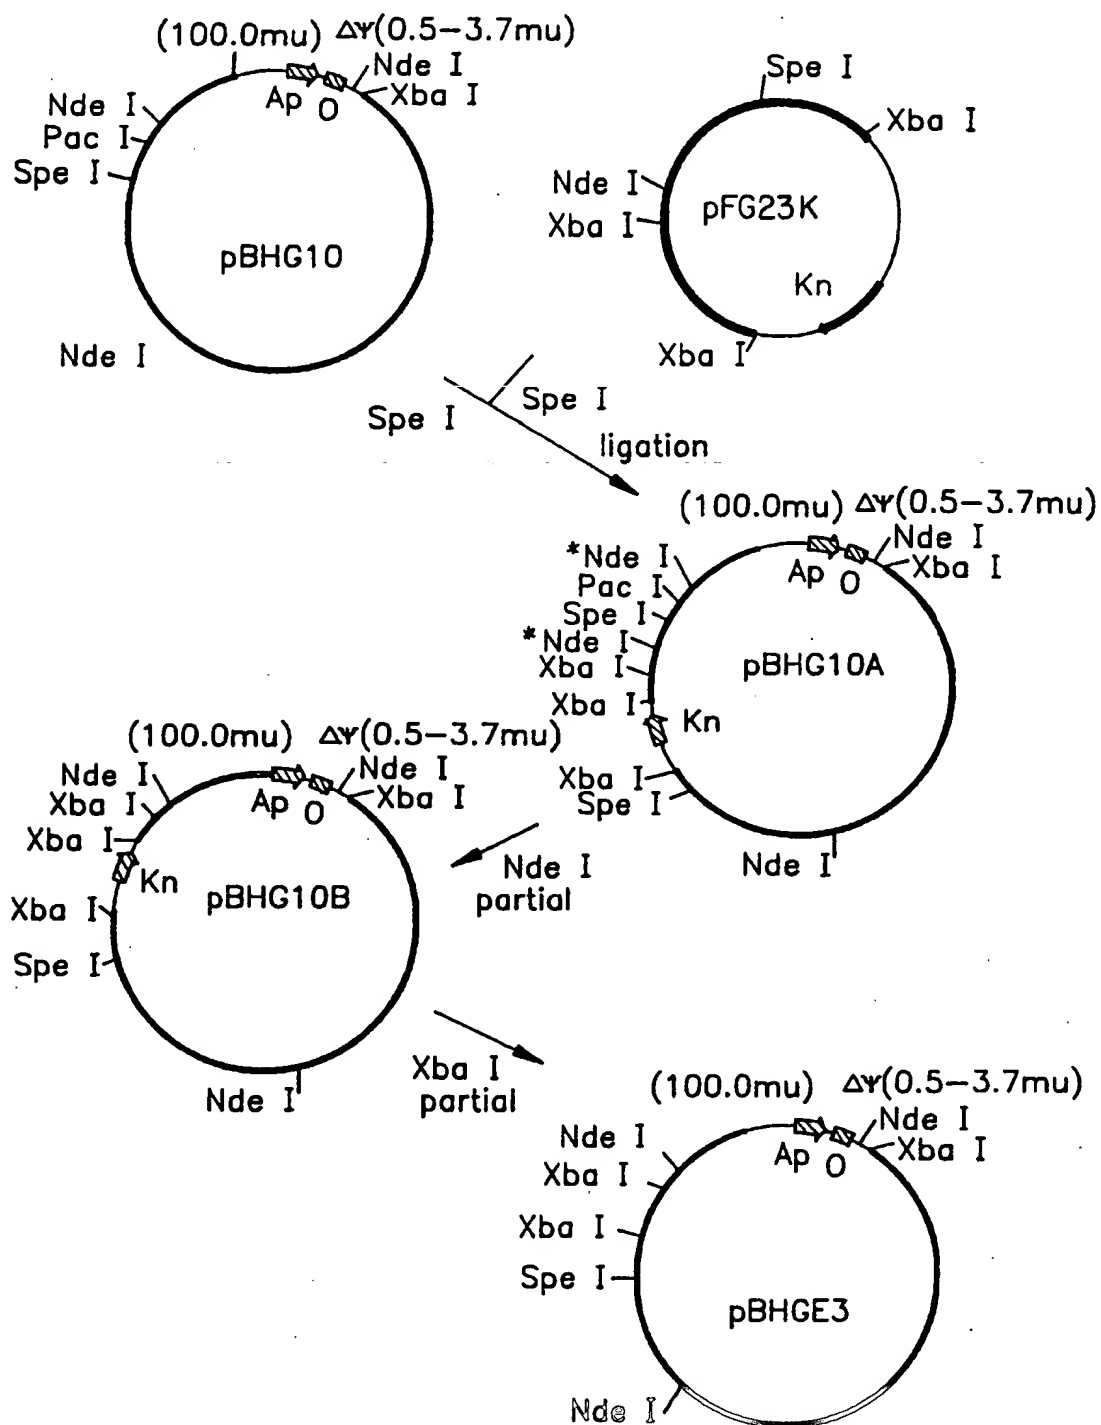 (100.0mu) ΔΨ(0.5–3.7mu)
Nde I
Xba I
Ap O
Nde I
Pac I
Spe I
pBHG10
Nde I
Spe I
Xba I
Nde I
Xba I
pFG23K
Kn
Xba I
Spe I
Spe I
ligation
(100.0mu) ΔΨ(0.5–3.7mu)
Nde I
Xba I
Ap O
*Nde I
Pac I
Spe I
*Nde I
Xba I
Xba I
Kn
Xba I
Spe I
pBHG10A
Nde I
Nde I
partial
(100.0mu) ΔΨ(0.5–3.7mu)
Nde I
Xba I
Ap O
Nde I
Xba I
Xba I
Kn
pBHG10B
Xba I
Spe I
Nde I
Xba I
partial
(100.0mu) ΔΨ(0.5–3.7mu)
Nde I
Xba I
Ap O
Nde I
Xba I
Xba I
Spe I
pBHGE3
Nde I